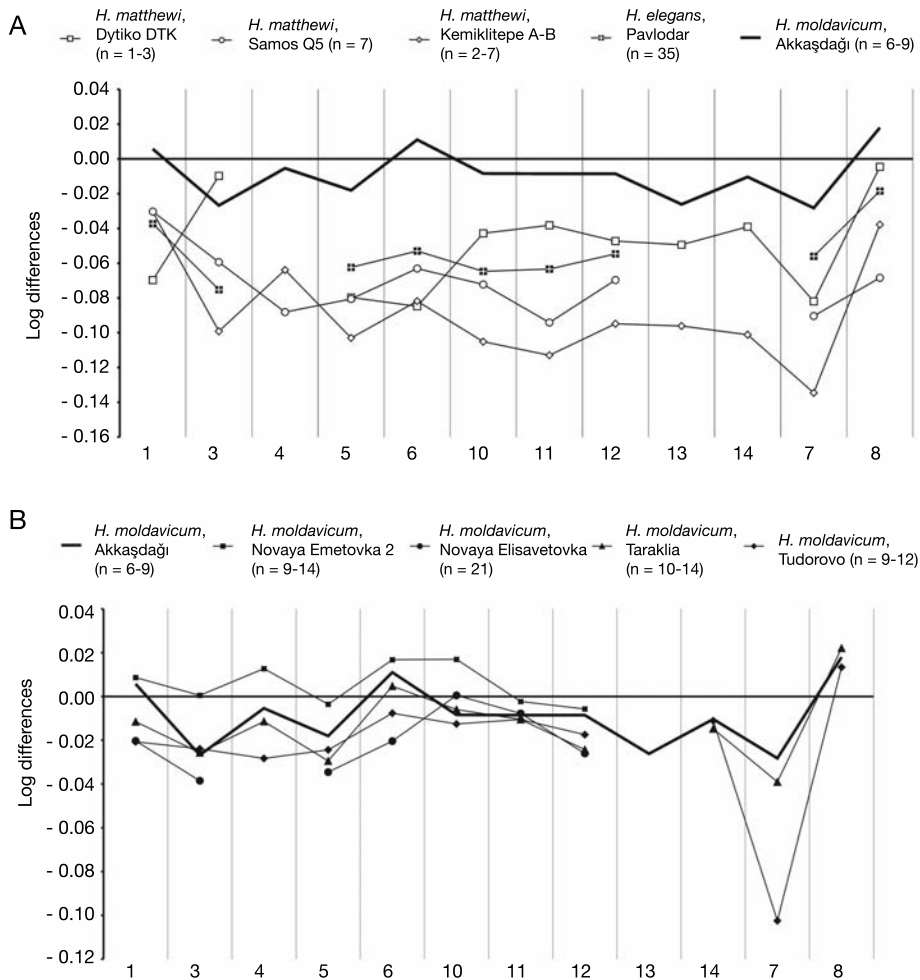 A
H. matthewi,
Dytiko DTK
(n = 1-3)
H. matthewi,
Samos Q5 (n = 7)
H. matthewi,
Kemiklitepe A-B
(n = 2-7)
H. elegans,
Pavlodar
(n = 35)
H. moldavicum,
Akkaşdaği (n = 6-9)
Log differences
0.04
0.02
0.00
- 0.02
- 0.04
- 0.06
- 0.08
- 0.10
- 0.12
- 0.14
- 0.16
1 3 4 5 6 10 11 12 13 14 7 8
B
H. moldavicum,
Akkaşdaği
(n = 6-9)
H. moldavicum,
Novaya Emetovka 2
(n = 9-14)
H. moldavicum,
Novaya Elisavetovka
(n = 21)
H. moldavicum,
Taraklia
(n = 10-14)
H. moldavicum,
Tudorovo (n = 9-12)
Log differences
0.04
0.02
0.00
- 0.02
- 0.04
- 0.06
- 0.08
- 0.10
- 0.12
1 3 4 5 6 10 11 12 13 14 7 8